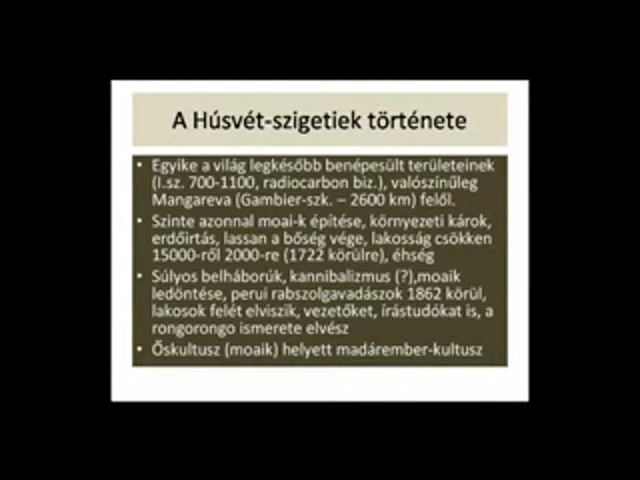 A Húsvét-szigetiek története
• Egyike a világ legkésőbb benépesült területeinek
(I.sz. 700-1100, radiocarbon biz.), valószínűleg
Mangareva (Gambier-szk. – 2600 km) felől.
• Szinte azonnal moai-k építése, környezeti károk,
erdőirtás, lassan a bőség vége, lakosság csökken
15000-ről 2000-re (1722 körülre), éhség
• Súlyos belháborúk, kannibalizmus (?),moaik
ledöntése, perui rabszolgavadászok 1862 körül,
lakosok felét elviszik, vezetőket, írástudókat is, a
rongorongo ismerete elvész
• Őskultusz (moaik) helyett madárember-kultusz